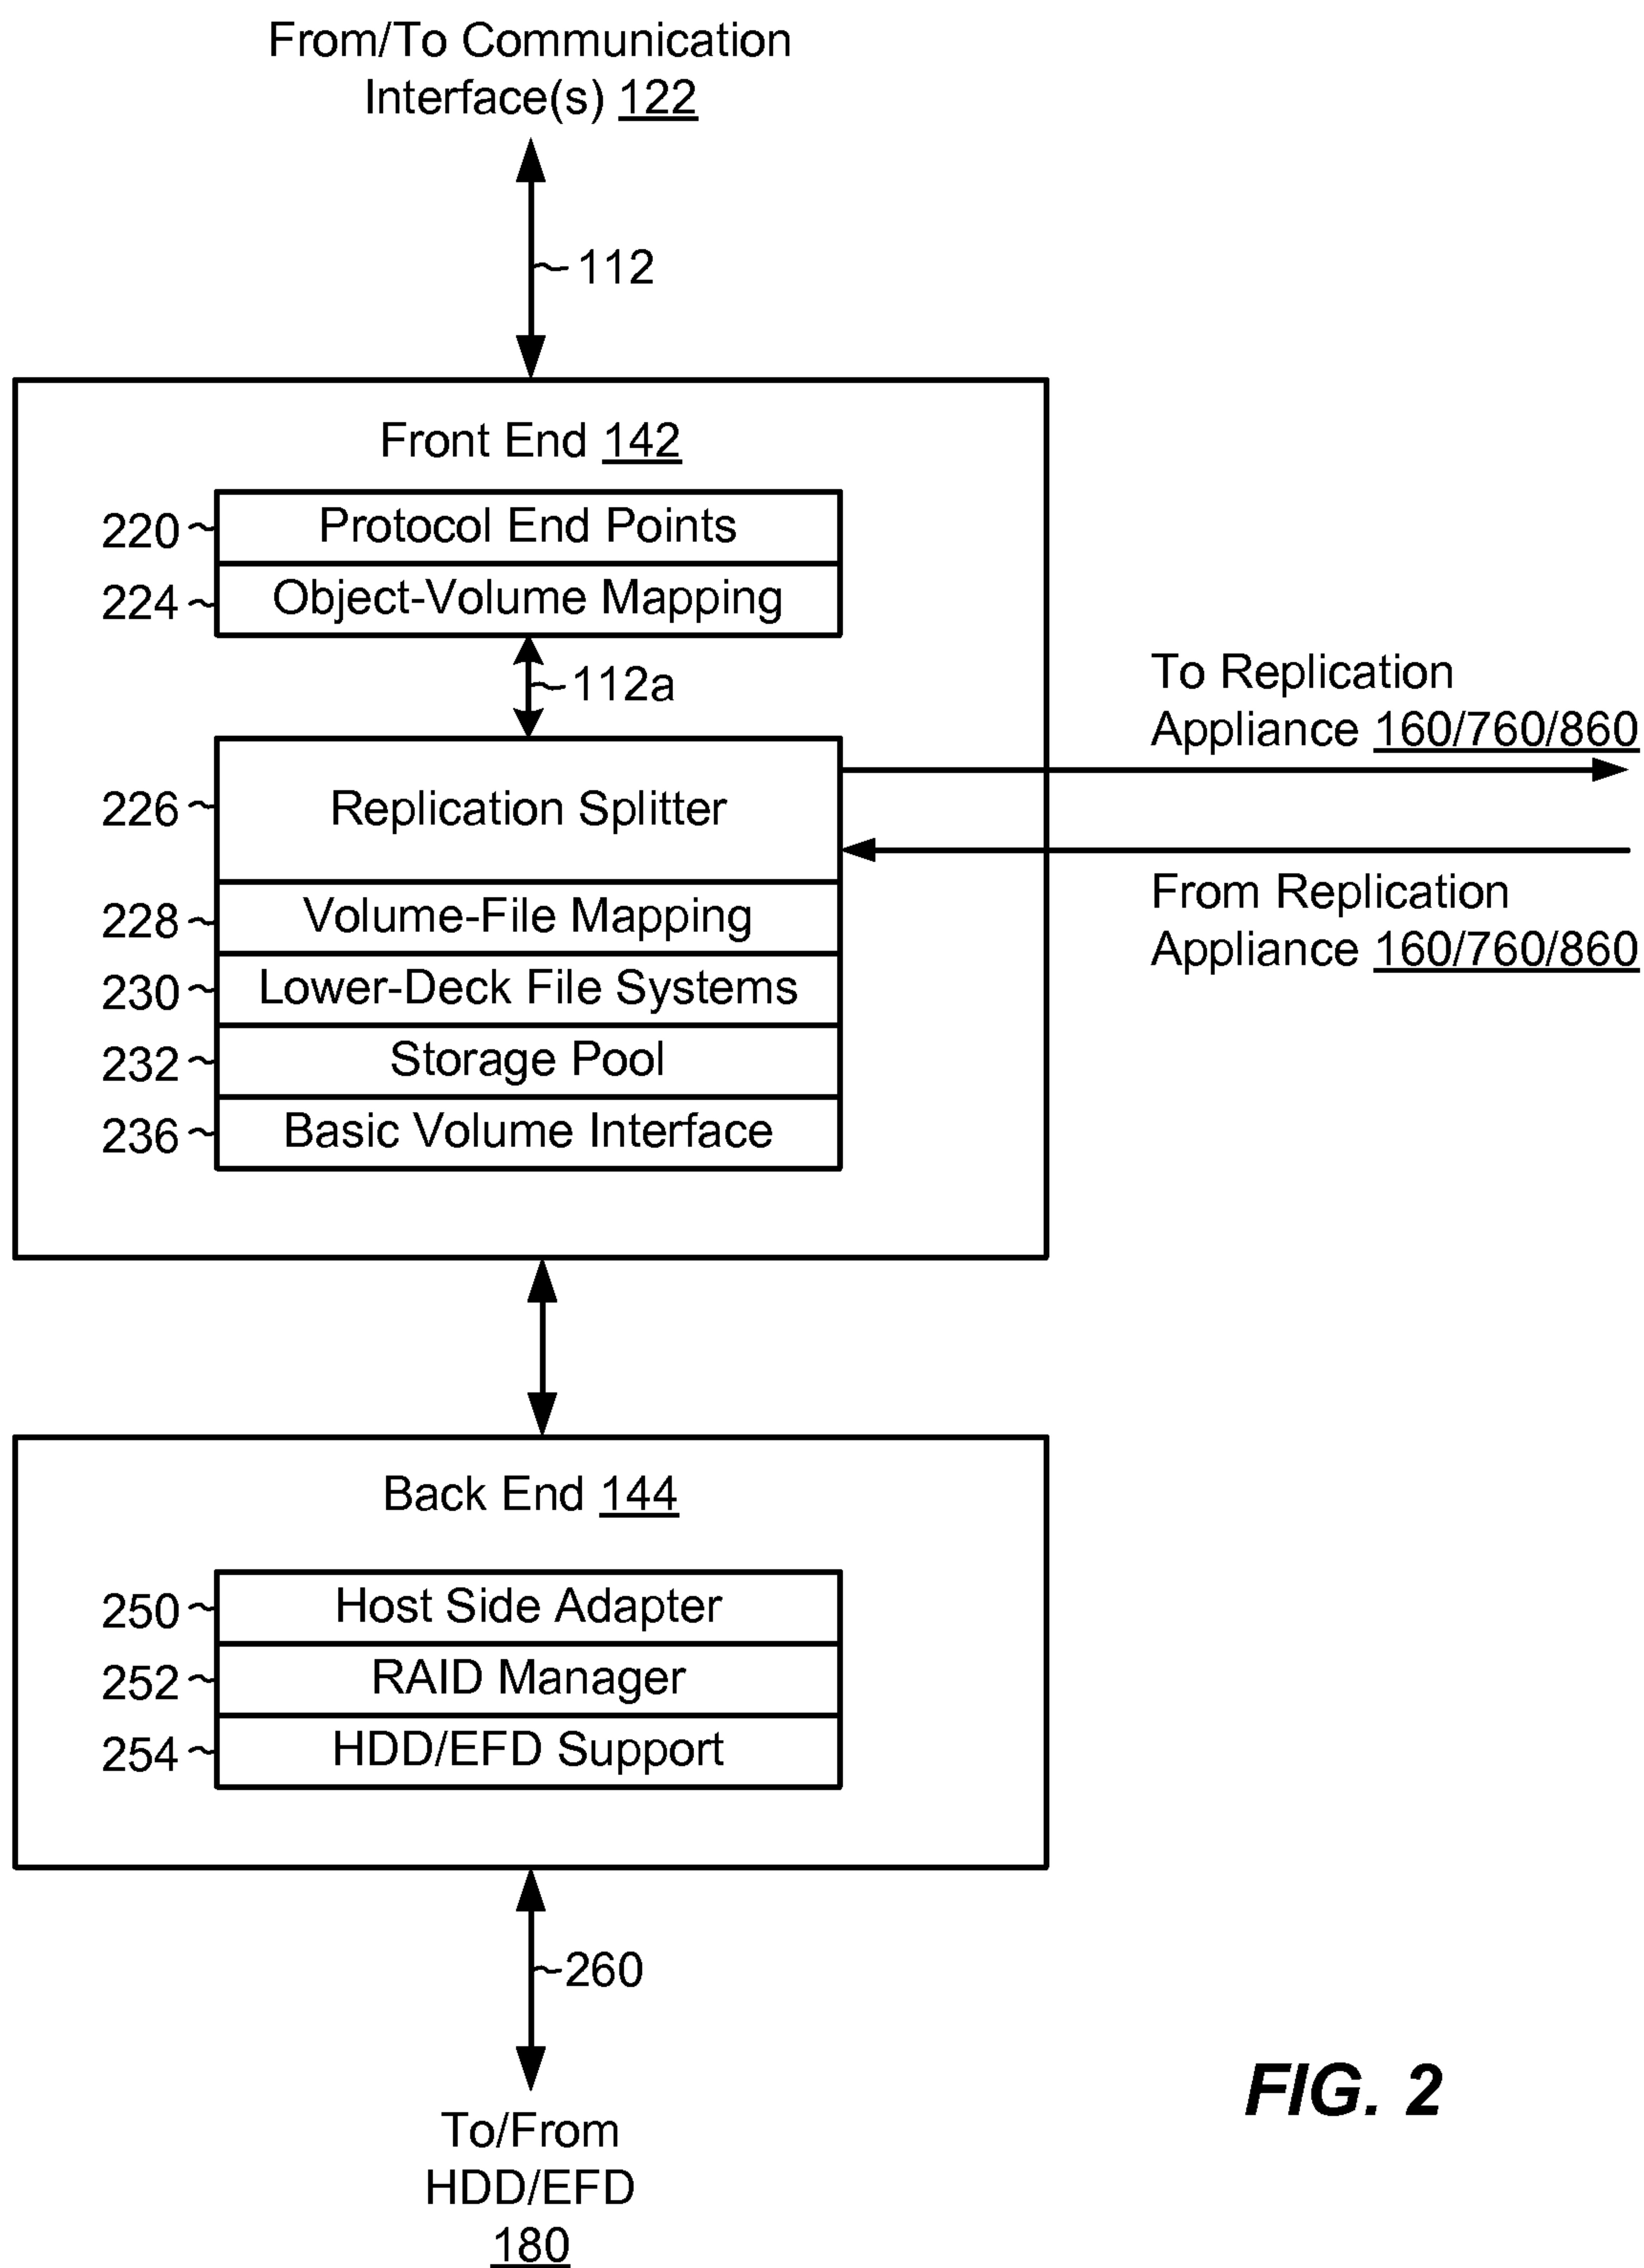 From/To Communication
Interface(s) 122
112
Front End 142
220
Protocol End Points
224
Object-Volume Mapping
112a
To Replication
Appliance 160/760/860
226
Replication Splitter
From Replication
Appliance 160/760/860
228
Volume-File Mapping
230
Lower-Deck File Systems
232
Storage Pool
236
Basic Volume Interface
Back End 144
250
Host Side Adapter
252
RAID Manager
254
HDD/EFD Support
260
To/From
HDD/EFD
180
FIG. 2